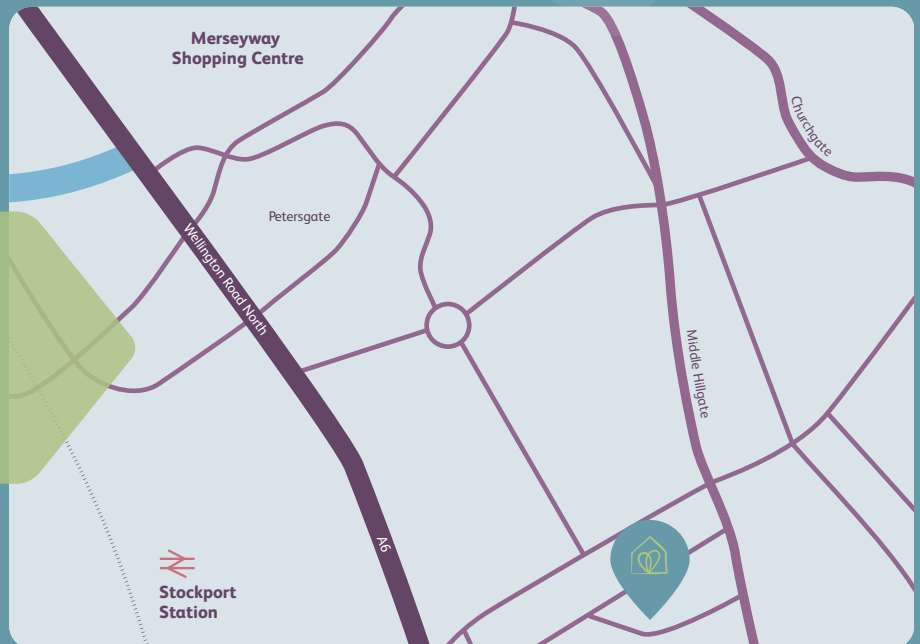 Merseyway
Shopping Centre
Churchgate
Petersgate
Wellington Road North
Middle Hillgate
A6
Stockport
Station